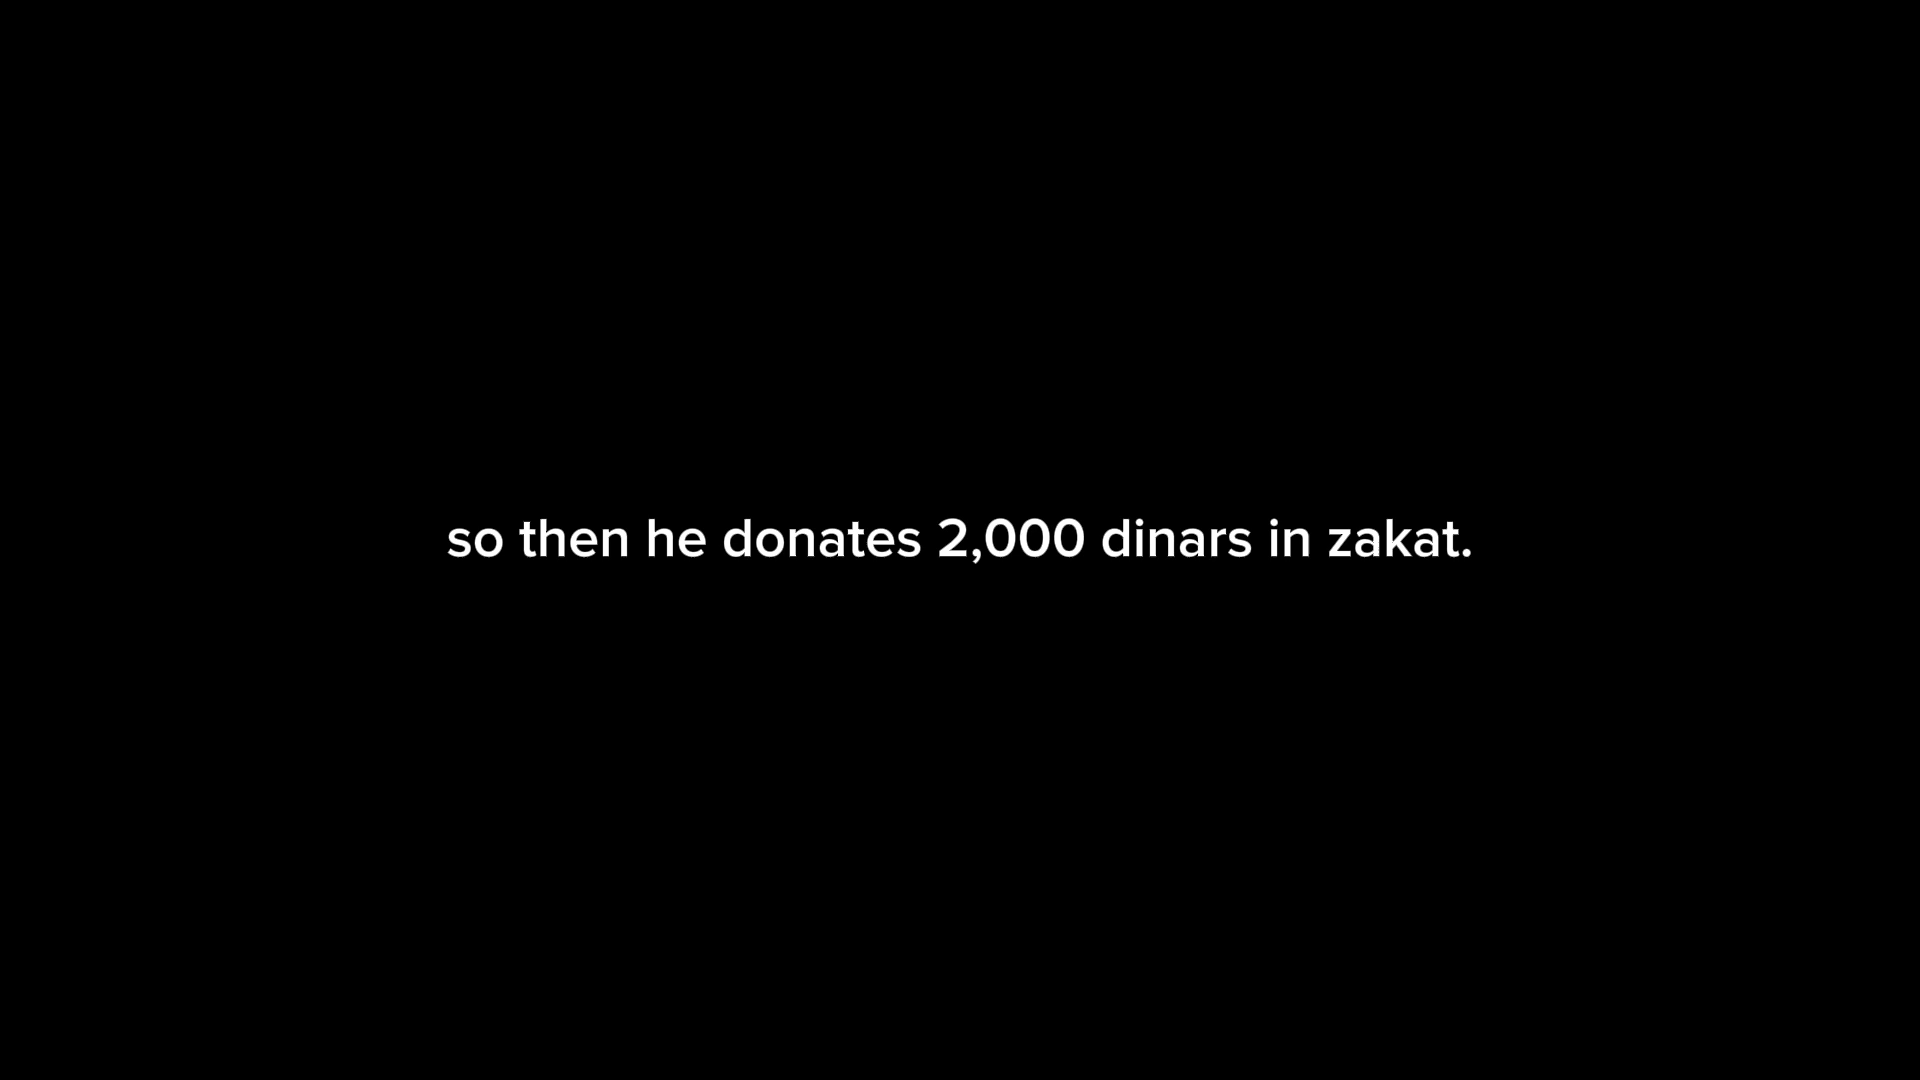 so then he donates 2,000 dinars in zakat.